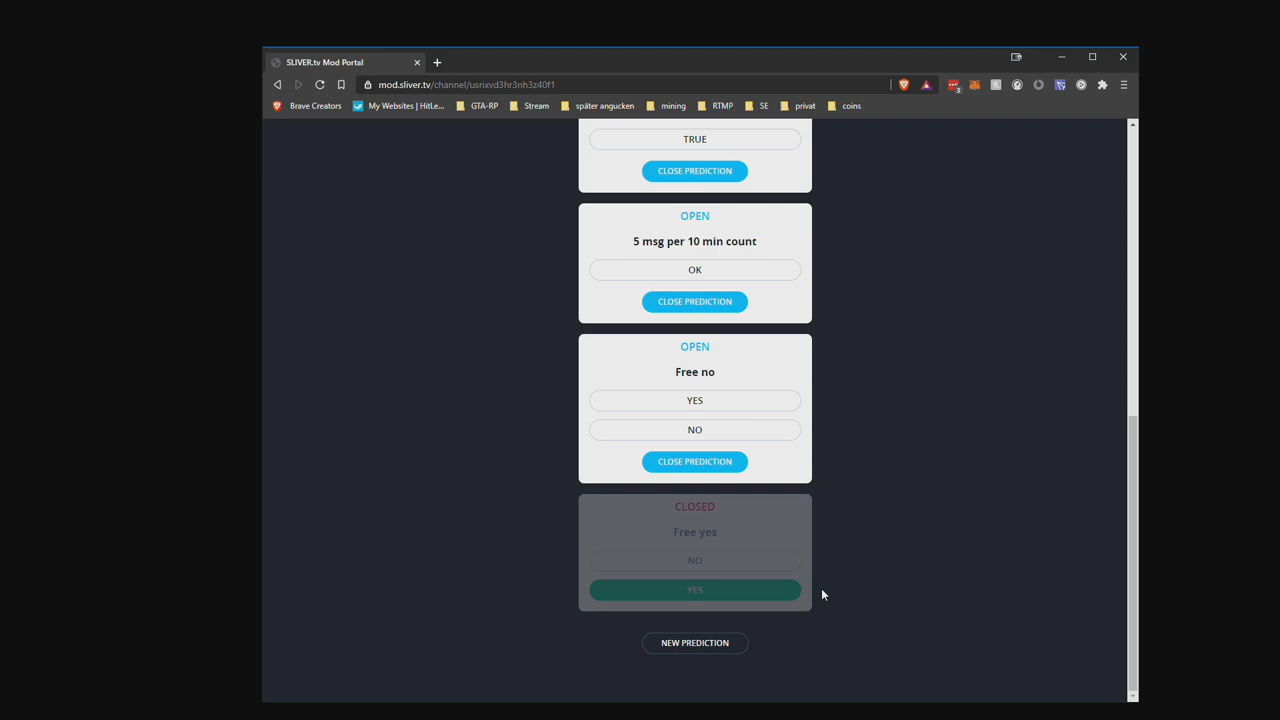 SLIVER.tv Mod Portal
mod.sliver.tv/channel/usrixvd3hr3nh3z40f1
3
Brave Creators My Websites | HitLe... GTA-RP Stream später angucken mining RTMP SE privat coins
TRUE
CLOSE PREDICTION
OPEN
5 msg per 10 min count
OK
CLOSE PREDICTION
OPEN
Free no
YES
NO
CLOSE PREDICTION
CLOSED
Free yes
NO
YES
NEW PREDICTION